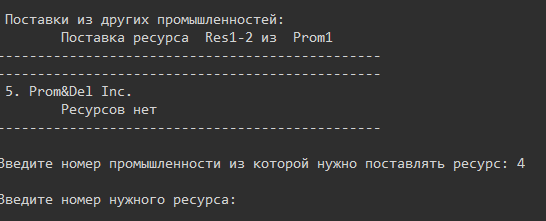 Поставки из других промышленностей:
Поставка ресурса Res1-2 из Prom1
------------------------------------------------
------------------------------------------------
5. Prom&Del Inc.
Ресурсов нет
------------------------------------------------
Введите номер промышленности из которой нужно поставлять ресурс: 4
Введите номер нужного ресурса: